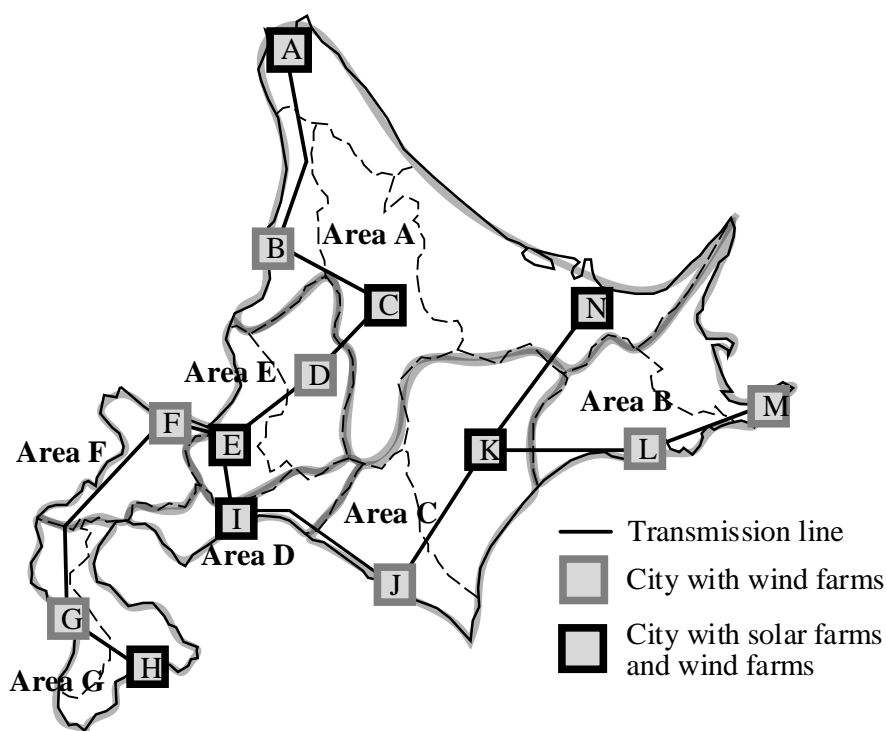 A
B
Area A
C
N
Area E
D
Area B
M
F
E
K
L
Area F
I
Area C
Area D
J
G
Area G
H
Transmission line
City with wind farms
City with solar farms
and wind farms